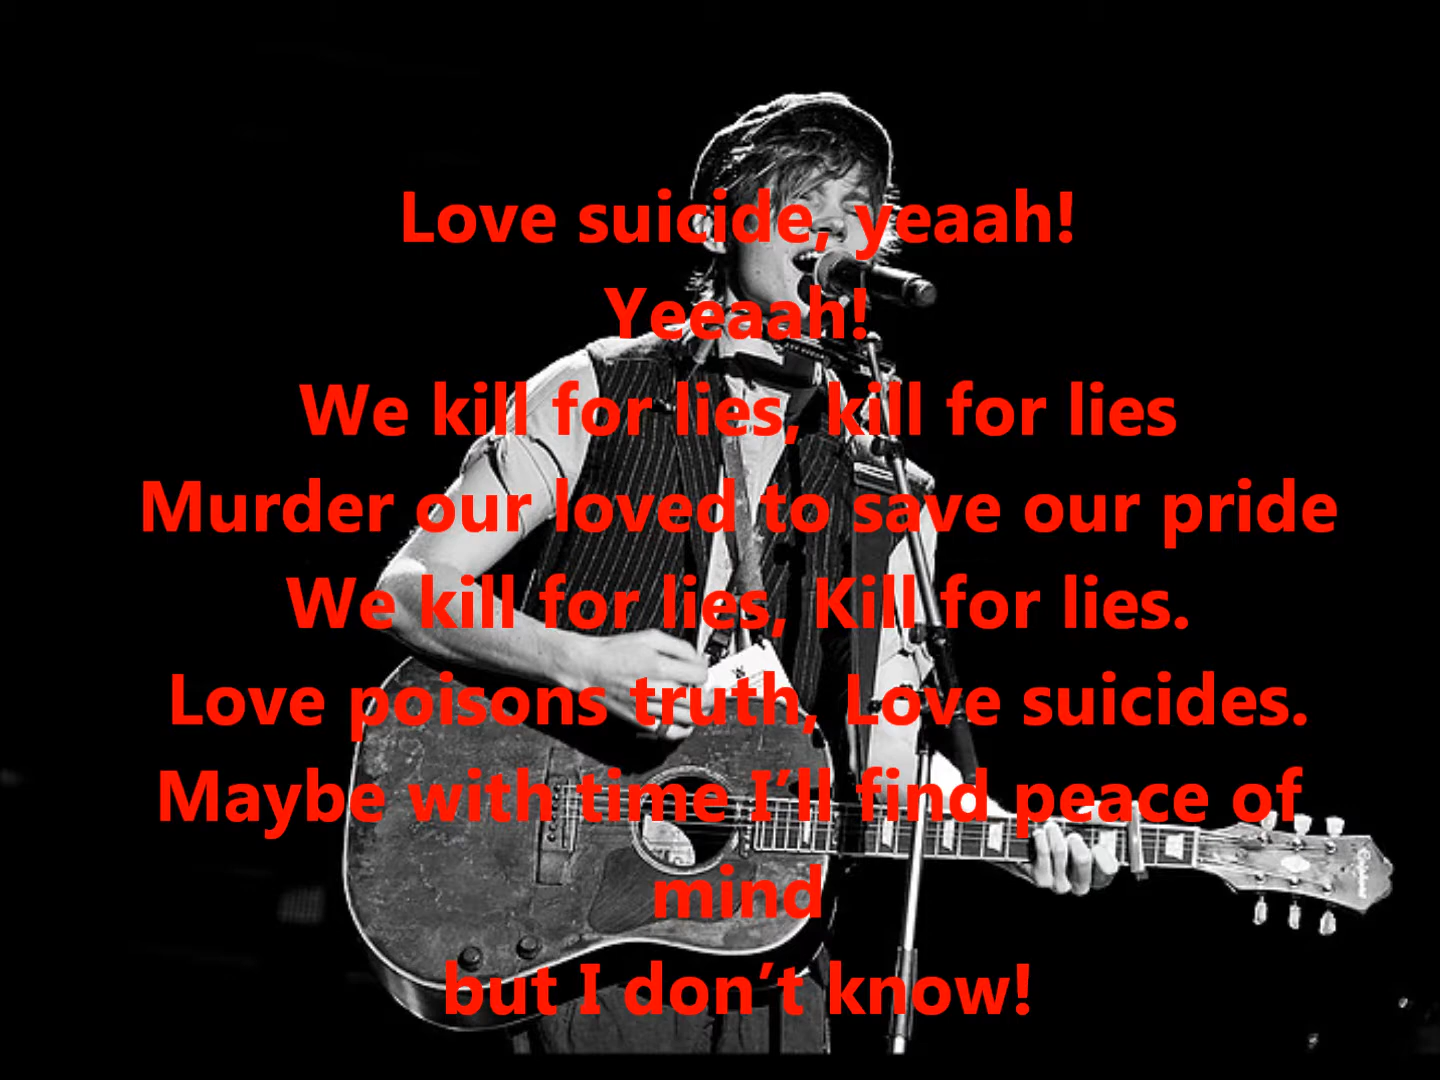 Love suicide, yeaah!
Yeeaah!
We kill for lies, kill for lies
Murder our loved to save our pride
We kill for lies, Kill for lies.
Love poisons truth, Love suicides.
Maybe with time I’ll find peace of
mind
but I don’t know!
Epiphone